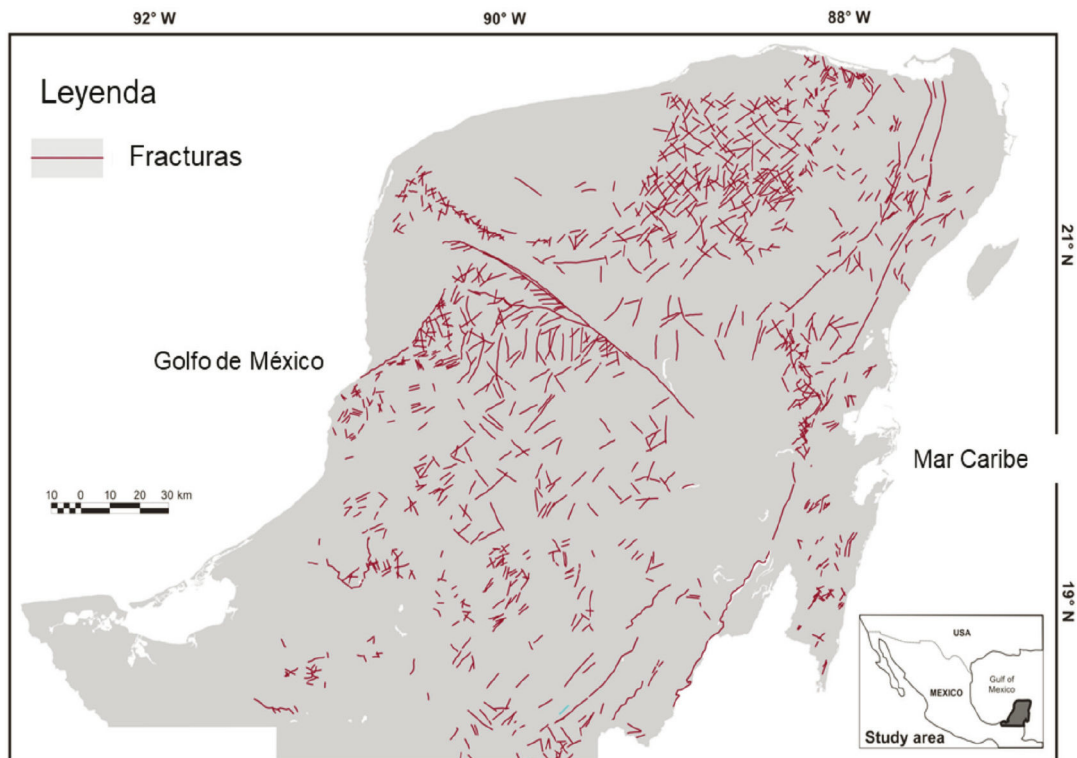 92° W
90° W
88° W
Leyenda
Fracturas
21° N
Golfo de México
Mar Caribe
10 0 10 20 30 km
19° N
USA
Gulf of
Mexico
MEXICO
Study area